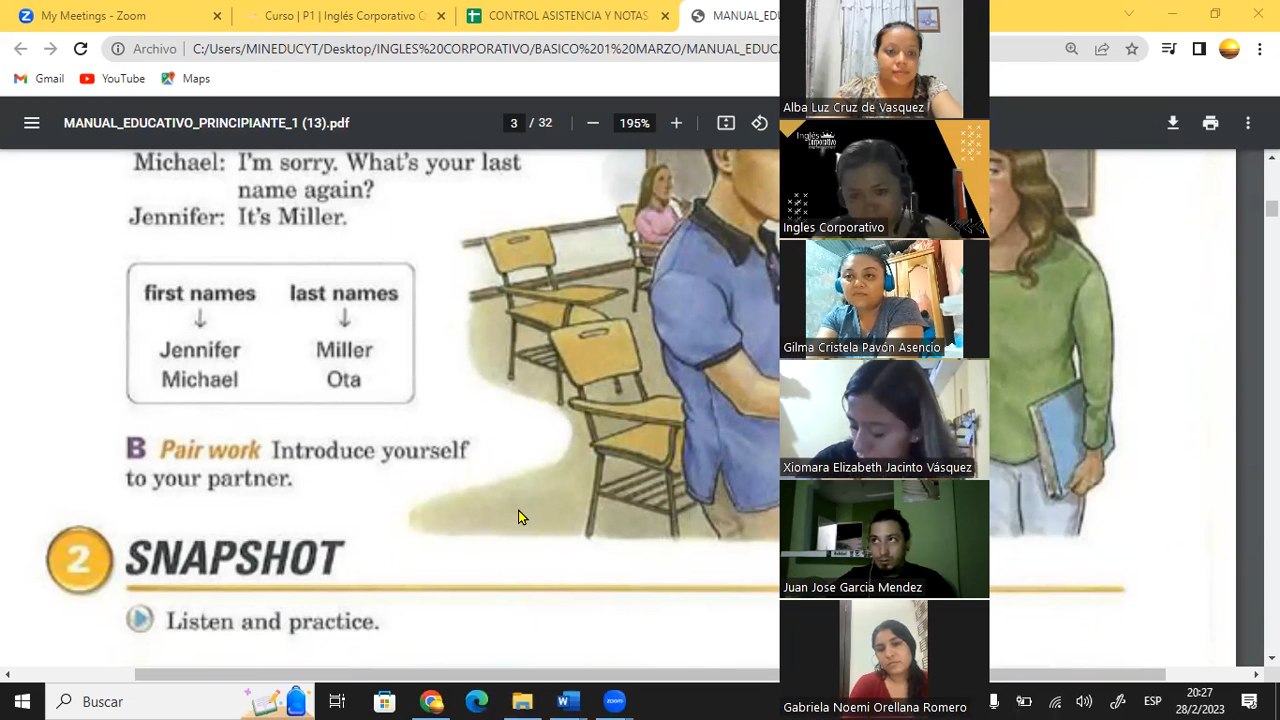 My Meetings - Zoom
Curso | P1 | Inglés Corporativo
CONTROL ASISTENCIA Y NOTAS
MANUAL_EDU
Archivo
C:/Users/MINEDUCYT/Desktop/INGLES%20CORPORATIVO/BASICO%201%20MARZO/MANUAL_EDUCA
Gmail
YouTube
Maps
MANUAL_EDUCATIVO_PRINCIPIANTE_1 (13).pdf
3 / 32
195%
Michael: I'm sorry. What's your last
name again?
Jennifer: It's Miller.
first names last names
Jennifer Miller
Michael Ota
B Pair work Introduce yourself
to your partner.
2 SNAPSHOT
Listen and practice.
Alba Luz Cruz de Vasquez
Inglés
Corporativo
Ingles Corporativo
Gilma Cristela Pavón Asencio
Xiomara Elizabeth Jacinto Vásquez
Juan Jose Garcia Mendez
Gabriela Noemi Orellana Romero
Buscar
zoom
ESP
20:27
28/2/2023